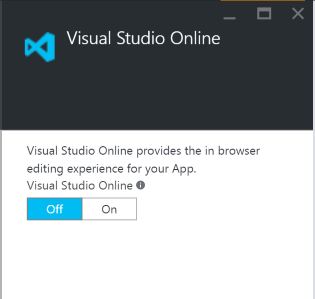 Visual Studio Online
Visual Studio Online provides the in browser
editing experience for your App.
Visual Studio Online
Off On